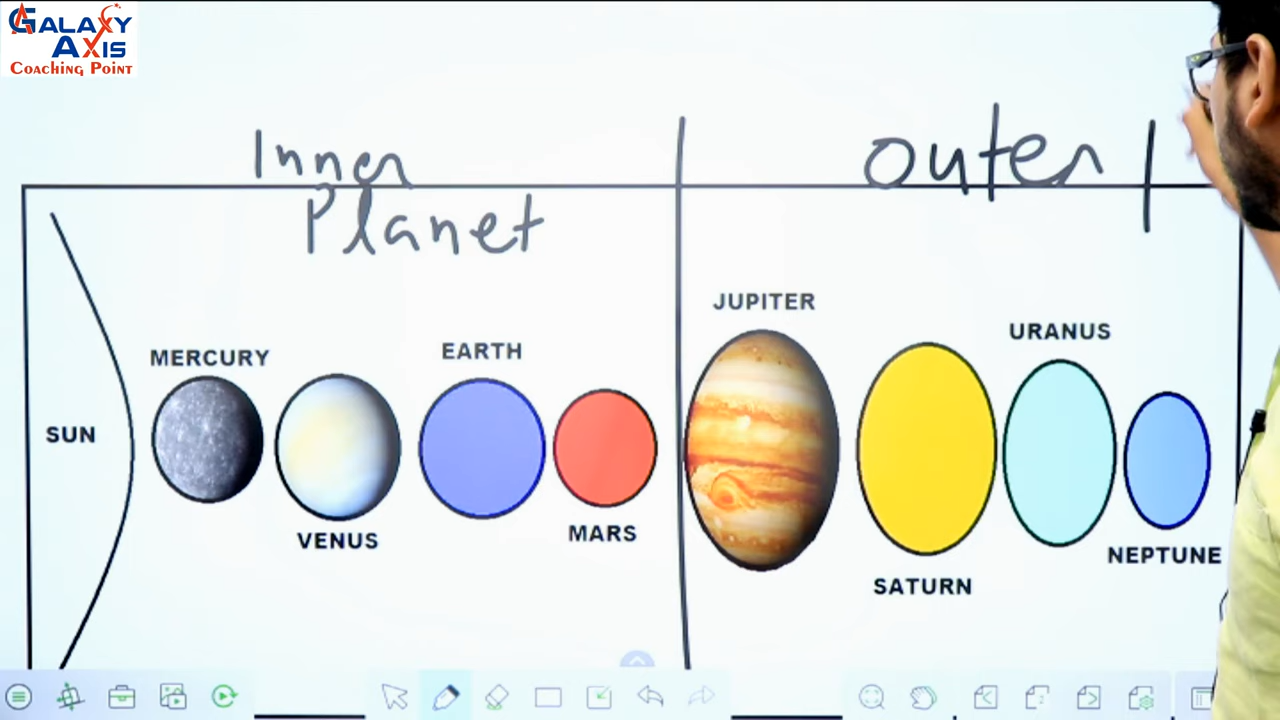 GALAXY
AXIS
COACHING POINT
Inner
outer
Planet
JUPITER
URANUS
EARTH
MERCURY
SUN
MARS
VENUS
NEPTUNE
SATURN